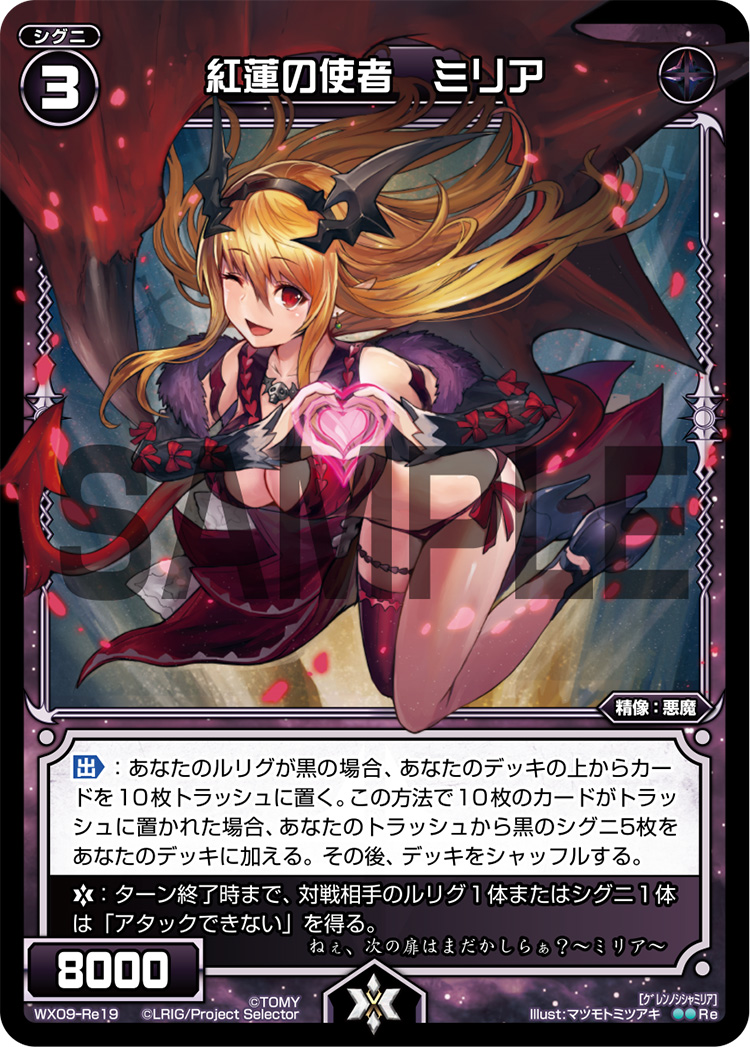 シグニ
3
紅蓮の使者 ミリア
SAMPLE
精像:悪魔
出:あなたのルリグが黒の場合、あなたのデッキの上からカー
ドを10枚トラッシュに置く。この方法で10枚のカードがトラッ
シュに置かれた場合、あなたのトラッシュから黒のシグニ5枚を
あなたのデッキに加える。その後、デッキをシャッフルする。
:ターン終了時まで、対戦相手のルリグ1体またはシグニ1体
は「アタックできない」を得る。
ねぇ、次の扉はまだかしらぁ?～ミリア～
8000
WX09-Re19 ©LRIG/Project Selector
©TOMY
[グレンノシシャミリア]
Illust:マツモトミツアキ Re